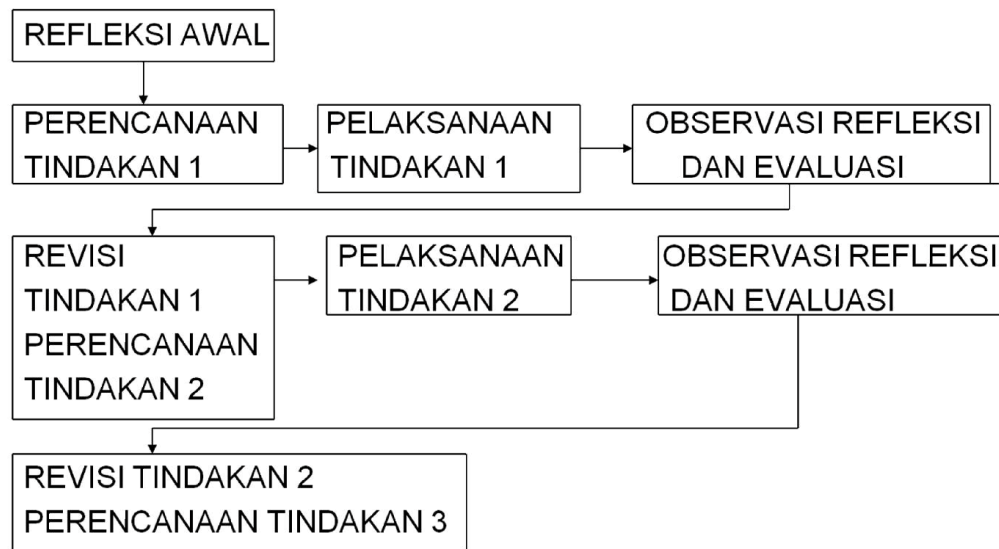 REFLEKSI AWAL
PERENCANAAN
TINDAKAN 1
PELAKSANAAN
TINDAKAN 1
OBSERVASI REFLEKSI
DAN EVALUASI
REVISI
TINDAKAN 1
PERENCANAAN
TINDAKAN 2
PELAKSANAAN
TINDAKAN 2
OBSERVASI REFLEKSI
DAN EVALUASI
REVISI TINDAKAN 2
PERENCANAAN TINDAKAN 3